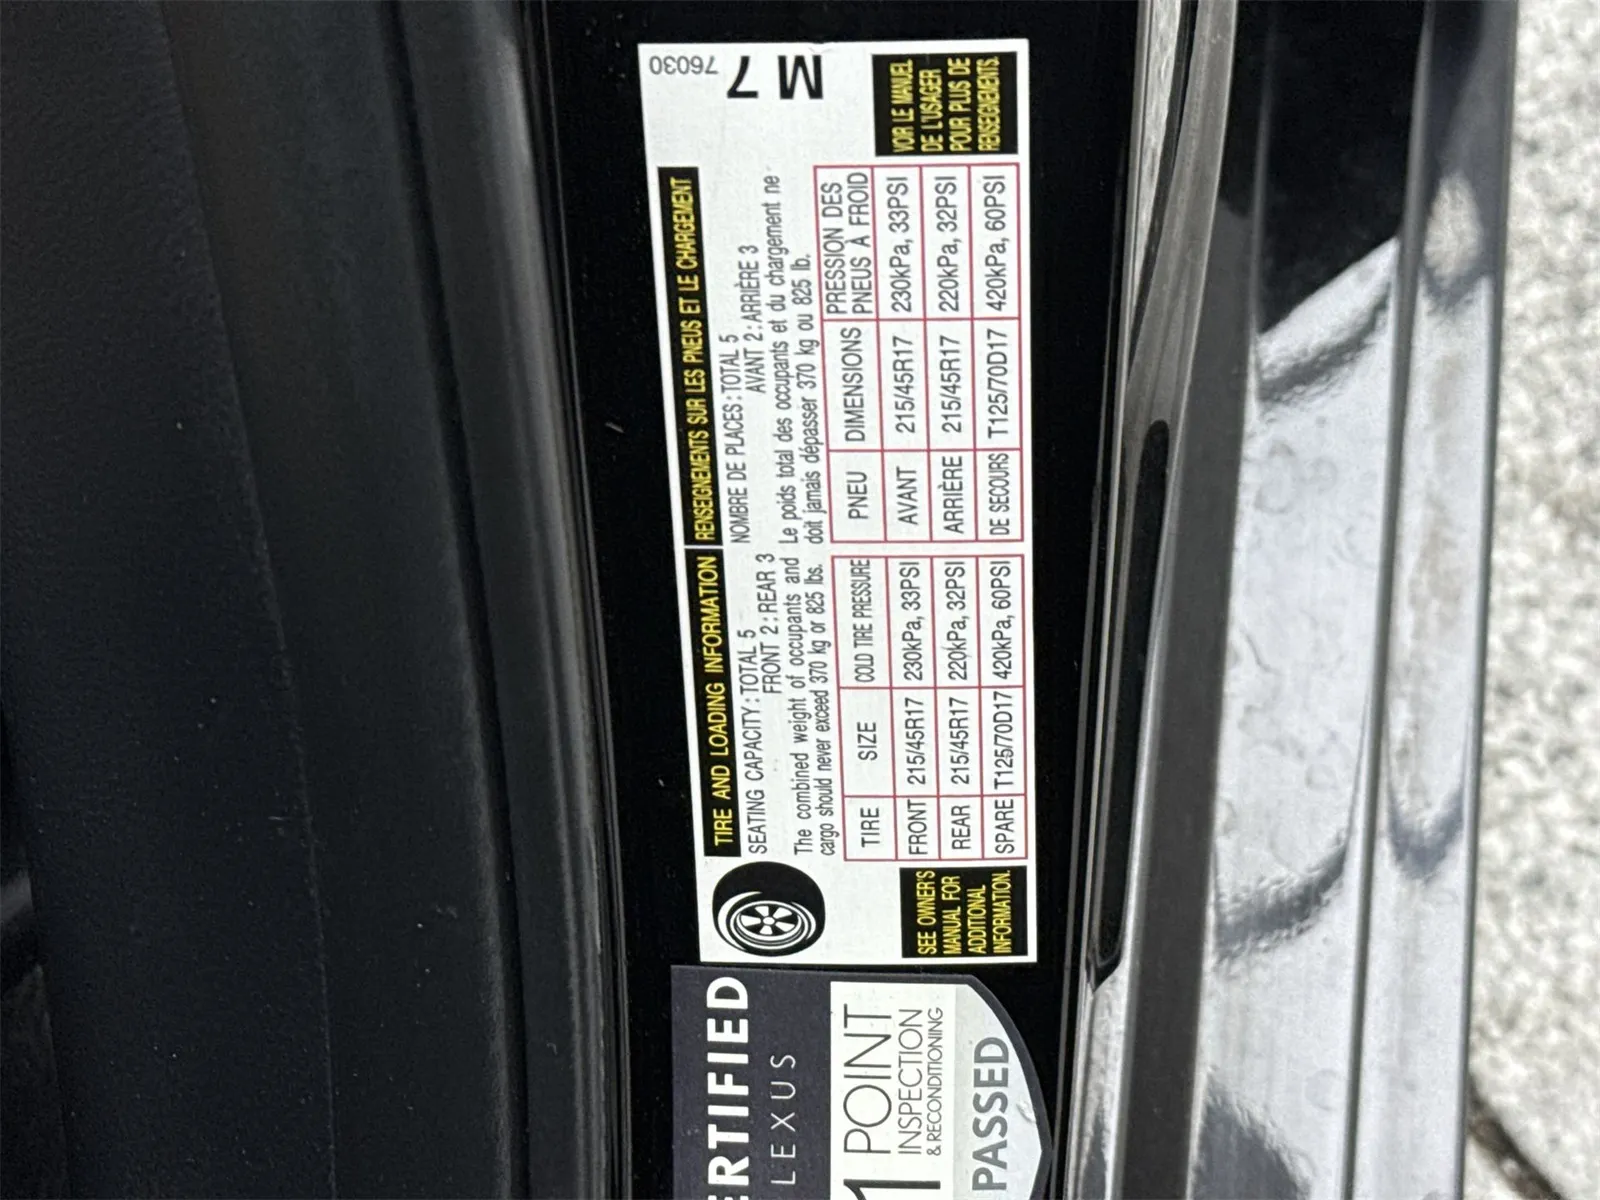 TIRE AND LOADING INFORMATION
RENSEIGNEMENTS SUR LES PNEUS ET LE CHARGEMENT
76030
M 7
SEATING CAPACITY: TOTAL 5
FRONT 2: REAR 3
The combined weight of occupants and
cargo should never exceed 370 kg or 825 lbs.
NOMBRE DE PLACES: TOTAL 5
AVANT 2: ARRIÈRE 3
Le poids total des occupants et du chargement ne
doit jamais dépasser 370 kg ou 825 lb.
TIRE SIZE COLD TIRE PRESSURE
FRONT 215/45R17 230kPa, 33PSI
REAR 215/45R17 220kPa, 32PSI
SPARE T125/70D17 420kPa, 60PSI
PNEU DIMENSIONS PRESSION DES
PNEUS À FROID
AVANT 215/45R17 230kPa, 33PSI
ARRIÈRE 215/45R17 220kPa, 32PSI
DE SECOURS T125/70D17 420kPa, 60PSI
SEE OWNER'S
MANUAL FOR
ADDITIONAL
INFORMATION.
VOIR LE MANUEL
DE L'USAGER
POUR PLUS DE
RENSEIGNEMENTS.
ERTIFIED
LEXUS
1 POINT
INSPECTION
& RECONDITIONING
PASSED